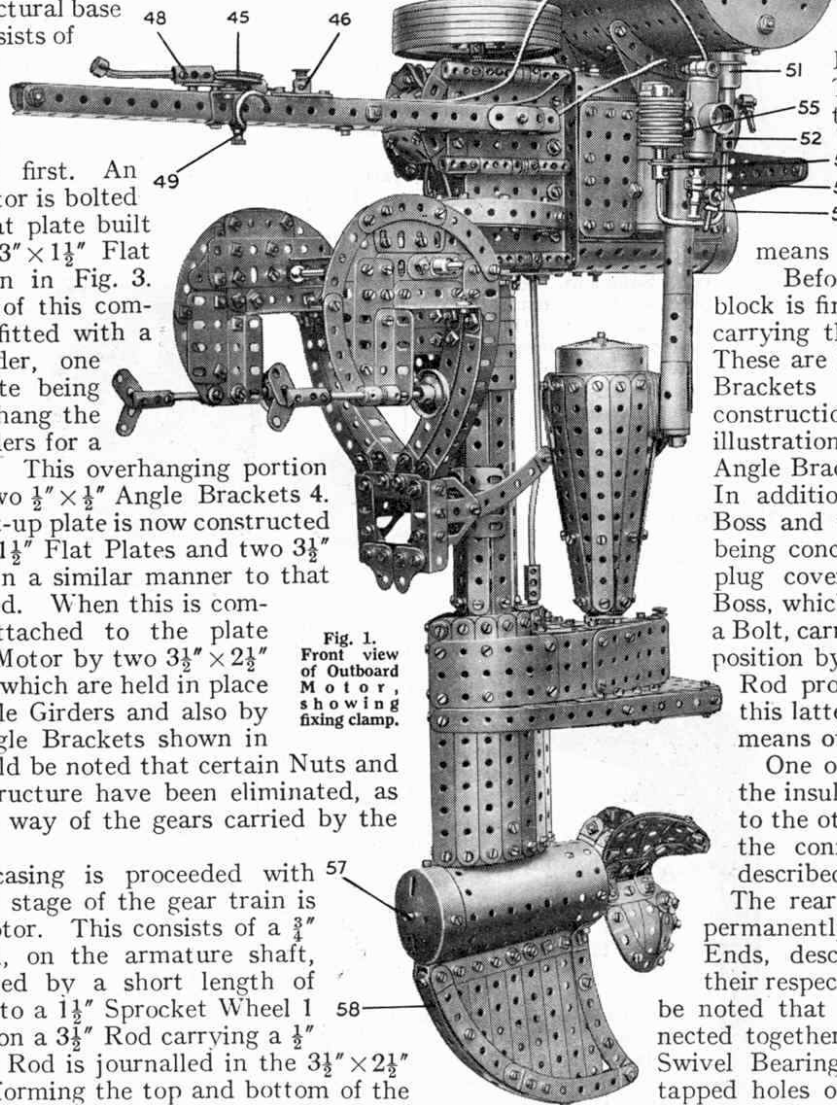 ctural base
sists of
48
45
46
49
51
55
52
first. An
tor is bolted
at plate built
3″ × 1½″ Flat
n in Fig. 3.
of this com-
fitted with a
der, one
te being
hang the
ders for a
This overhanging portion
wo ½″ × ½″ Angle Brackets 4.
-up plate is now constructed
1½″ Flat Plates and two 3½″
n a similar manner to that
d. When this is com-
ttached to the plate
Motor by two 3½″ × 2½″
which are held in place
le Girders and also by
ngle Brackets shown in
ld be noted that certain Nuts and
ructure have been eliminated, as
way of the gears carried by the
Fig. 1.
Front view
of Outboard
Motor,
showing
fixing clamp.
casing is proceeded with
stage of the gear train is
otor. This consists of a ¾″
, on the armature shaft,
ed by a short length of
to a 1½″ Sprocket Wheel 1
on a 3½″ Rod carrying a ½″
Rod is journalled in the 3½″ × 2½″
forming the top and bottom of the
57
58
means
Befo
block is fi
carrying th
These are
Brackets
constructio
illustration
Angle Brac
In additio
Boss and
being conc
plug cove
Boss, whic
a Bolt, car
position by
Rod pro
this latte
means o
One o
the insul
to the ot
the con
described
The rear
permanentl
Ends, desc
their respec
be noted that
nected together
Swivel Bearing
tapped holes o